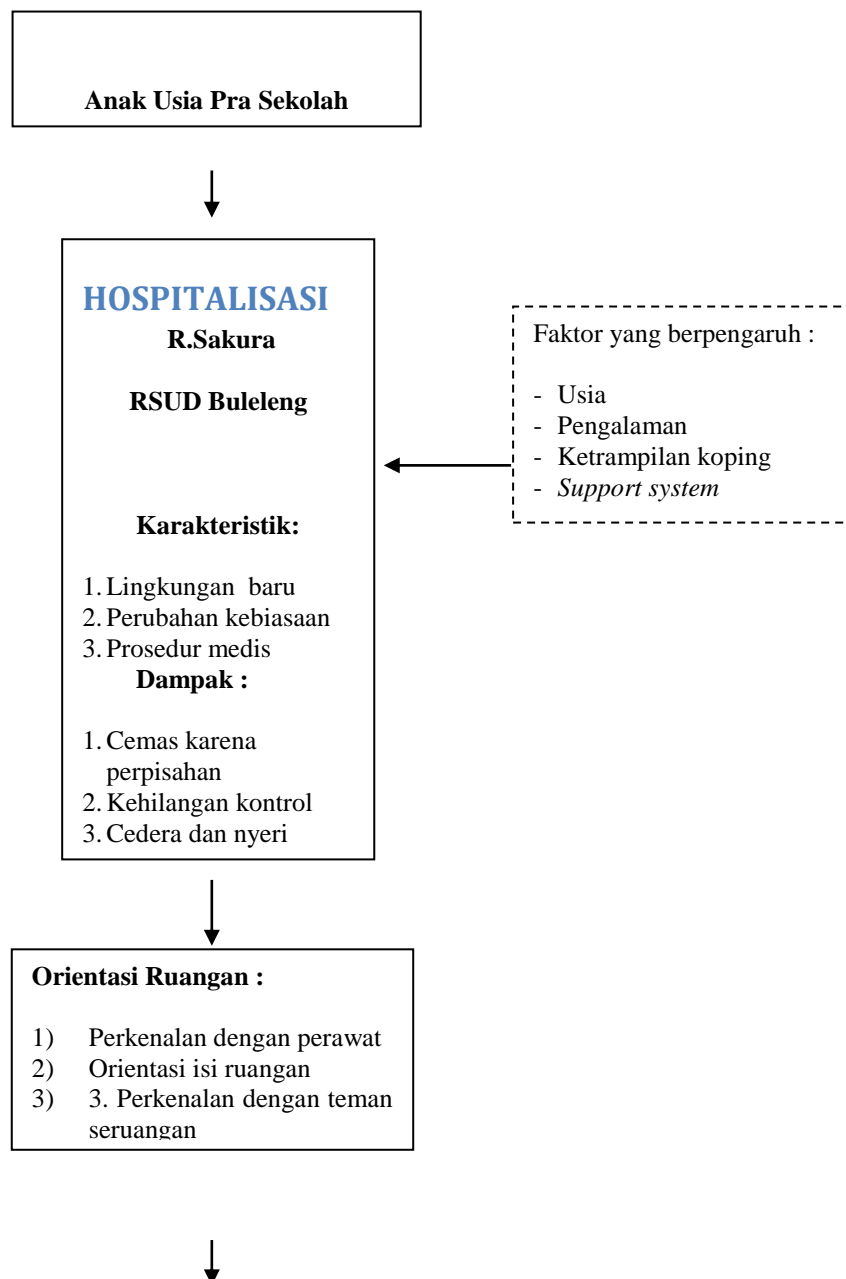 Anak Usia Pra Sekolah
HOSPITALISASI
R.Sakura
RSUD Buleleng
Karakteristik:
1. Lingkungan baru
2. Perubahan kebiasaan
3. Prosedur medis
Dampak :
1. Cemas karena
perpisahan
2. Kehilangan kontrol
3. Cedera dan nyeri
Faktor yang berpengaruh :
- Usia
- Pengalaman
- Ketrampilan koping
- Support system
Orientasi Ruangan :
1) Perkenalan dengan perawat
2) Orientasi isi ruangan
3) 3. Perkenalan dengan teman
seruangan